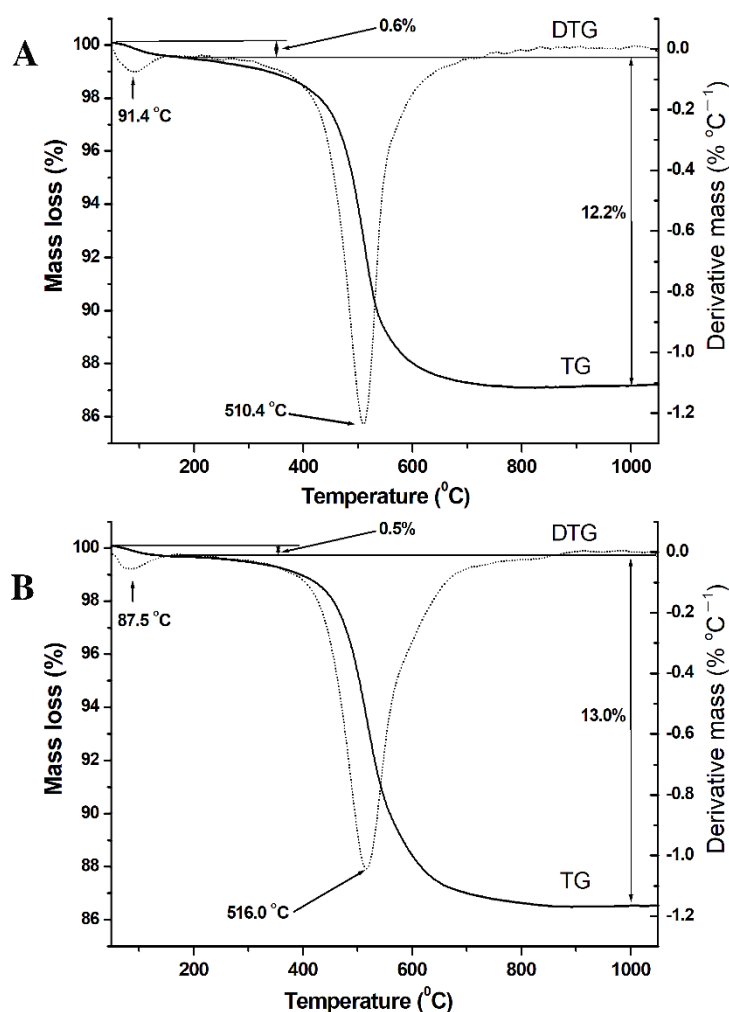 A
0.6%
DTG
91.4 °C
12.2%
TG
510.4 °C
100
98
96
94
92
90
88
86
Mass loss (%)
0.0
-0.2
-0.4
-0.6
-0.8
-1.0
-1.2
Derivative mass (% °C⁻¹)
200 400 600 800 1000
Temperature (⁰C)
B
0.5%
DTG
87.5 °C
13.0%
TG
516.0 °C
100
98
96
94
92
90
88
86
Mass loss (%)
0.0
-0.2
-0.4
-0.6
-0.8
-1.0
-1.2
Derivative mass (% °C⁻¹)
200 400 600 800 1000
Temperature (⁰C)